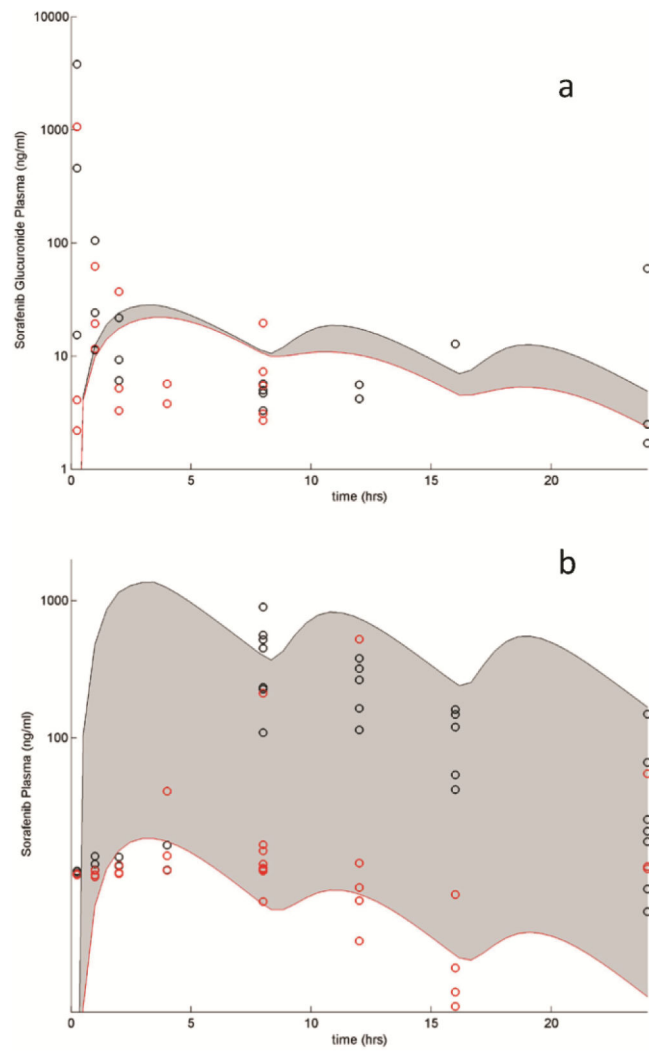 a
10000
1000
100
10
1
Sorafenib Glucuronide Plasma (ng/ml)
0 5 10 15 20
time (hrs)
b
1000
100
Sorafenib Plasma (ng/ml)
0 5 10 15 20
time (hrs)